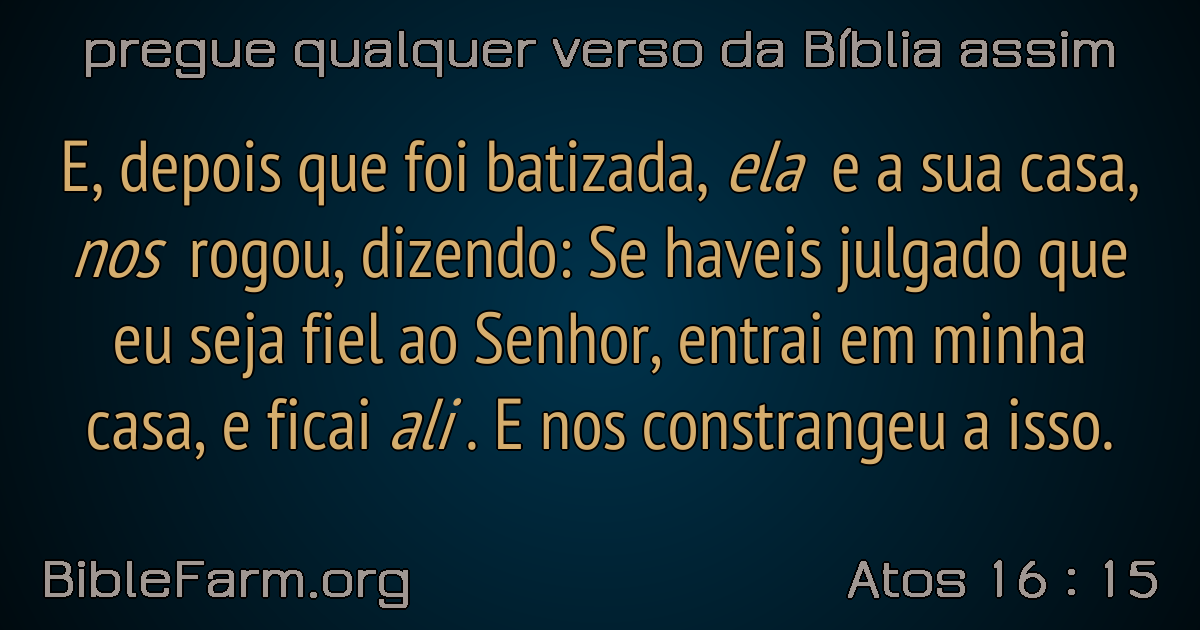 pregue qualquer verso da Bíblia assim
E, depois que foi batizada, ela e a sua casa,
nos rogou, dizendo: Se haveis julgado que
eu seja fiel ao Senhor, entrai em minha
casa, e ficai ali . E nos constrangeu a isso.
BibleFarm.org
Atos 16 : 15